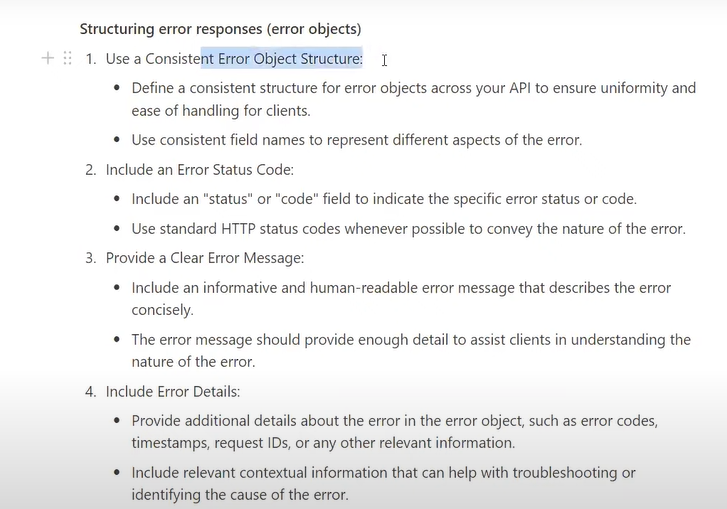 Structuring error responses (error objects)
1. Use a Consistent Error Object Structure:
• Define a consistent structure for error objects across your API to ensure uniformity and
ease of handling for clients.
• Use consistent field names to represent different aspects of the error.
2. Include an Error Status Code:
• Include an "status" or "code" field to indicate the specific error status or code.
• Use standard HTTP status codes whenever possible to convey the nature of the error.
3. Provide a Clear Error Message:
• Include an informative and human-readable error message that describes the error
concisely.
• The error message should provide enough detail to assist clients in understanding the
nature of the error.
4. Include Error Details:
• Provide additional details about the error in the error object, such as error codes,
timestamps, request IDs, or any other relevant information.
• Include relevant contextual information that can help with troubleshooting or
identifying the cause of the error.